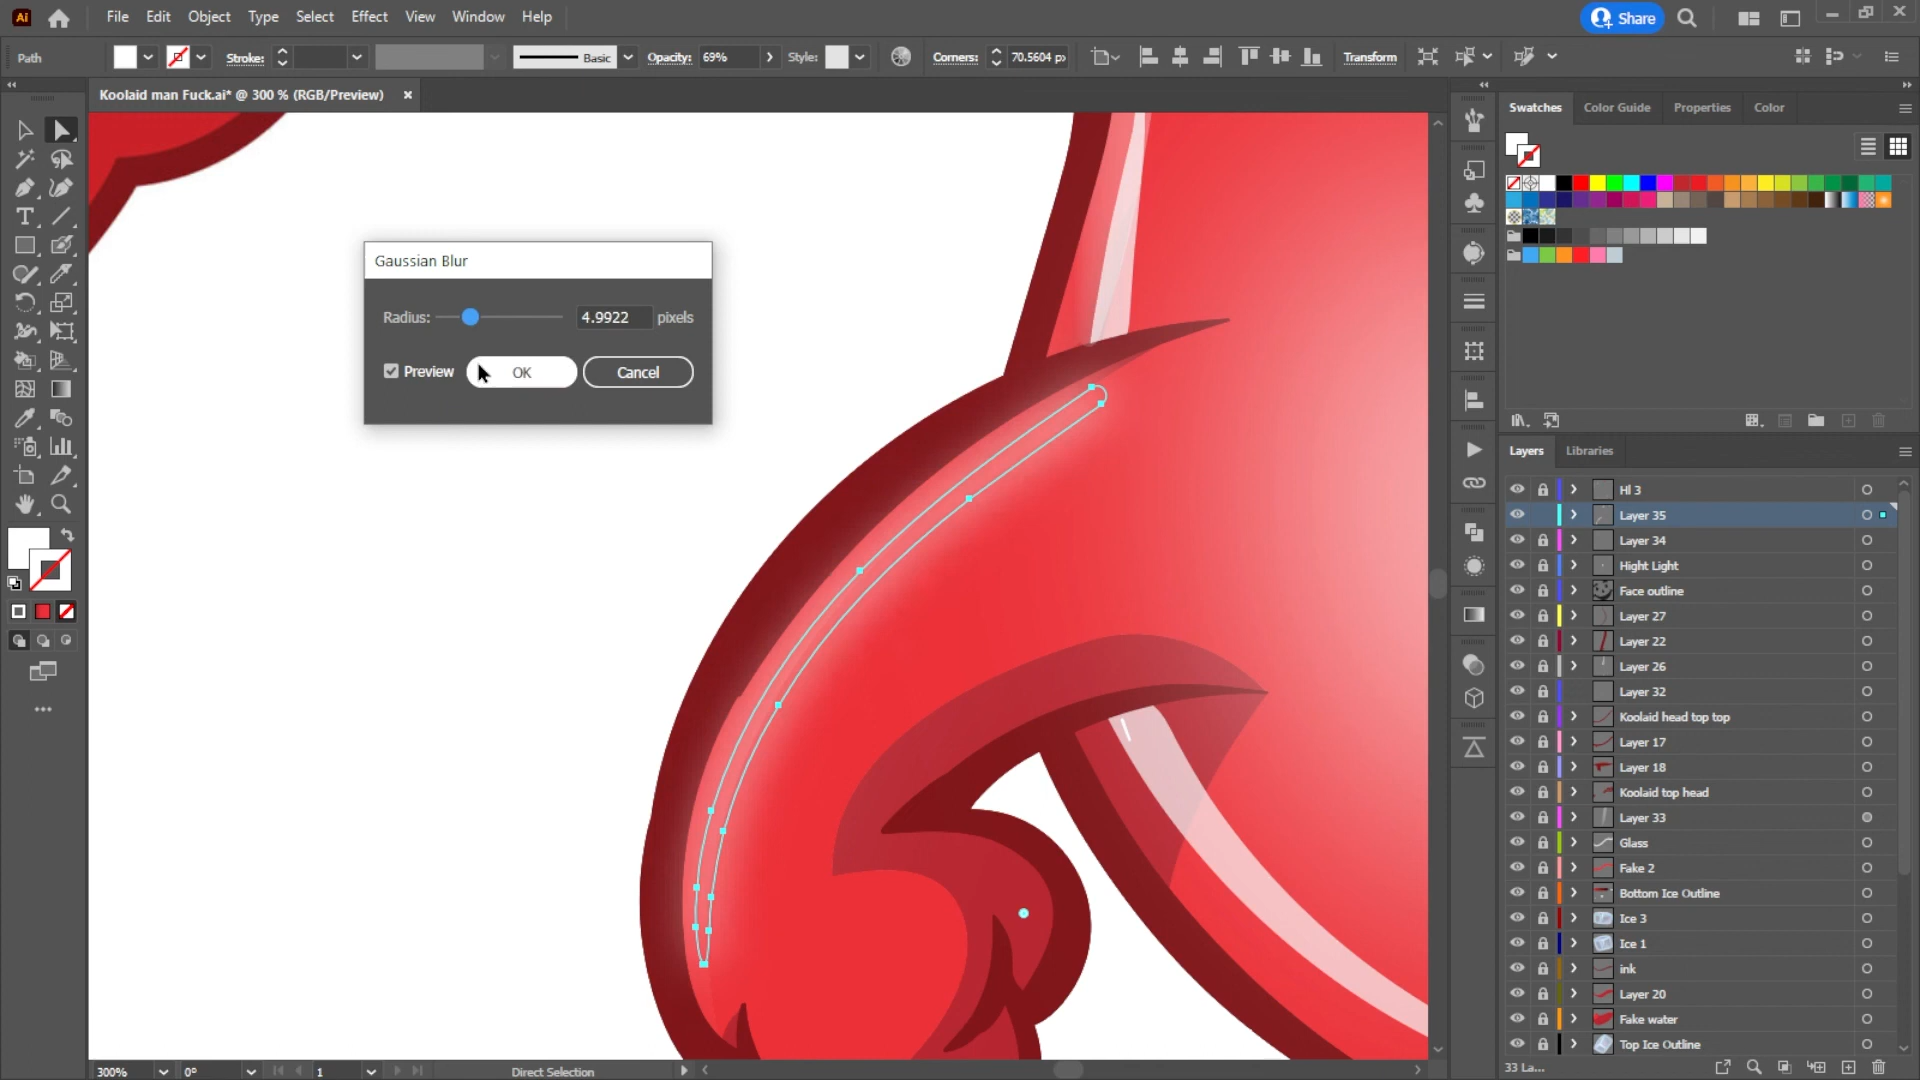 Ai File Edit Object Type Select Effect View Window Help Share
Path Stroke: Basic Opacity: 69% Style: Corners: 70.5604 px Transform
Koolaid man Fuck.ai* @ 300 % (RGB/Preview)
Swatches Color Guide Properties Color
Gaussian Blur
Radius: 4.9922 pixels
Preview OK Cancel
Layers Libraries
Hl 3
Layer 35
Layer 34
Hight Light
Face outline
Layer 27
Layer 22
Layer 26
Layer 32
Koolaid head top top
Layer 17
Layer 18
Koolaid top head
Layer 33
Glass
Fake 2
Bottom Ice Outline
Ice 3
Ice 1
ink
Layer 20
Fake water
Top Ice Outline
300% 0° 1 Direct Selection 33 La...